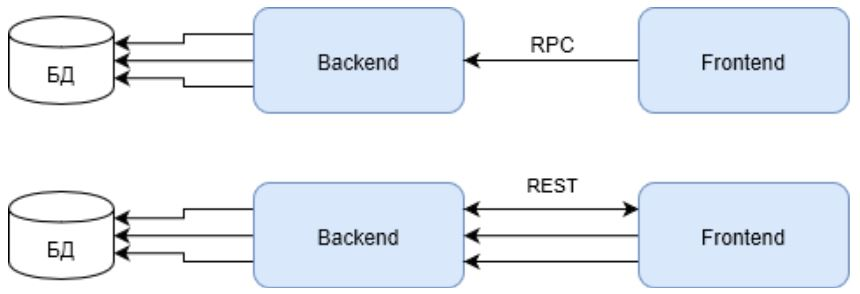 БД
Backend
RPC
Frontend
БД
Backend
REST
Frontend